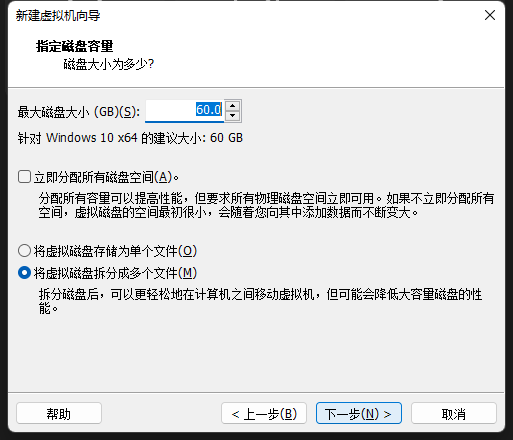 新建虚拟机向导
指定磁盘容量
磁盘大小为多少?
最大磁盘大小 (GB)(S): 60.0
针对 Windows 10 x64 的建议大小: 60 GB
立即分配所有磁盘空间(A)。
分配所有容量可以提高性能，但要求所有物理磁盘空间立即可用。如果不立即分配所有
空间，虚拟磁盘的空间最初很小，会随着您向其中添加数据而不断变大。
将虚拟磁盘存储为单个文件(O)
将虚拟磁盘拆分成多个文件(M)
拆分磁盘后，可以更轻松地在计算机之间移动虚拟机，但可能会降低大容量磁盘的性
能。
帮助 < 上一步(B) 下一步(N) > 取消